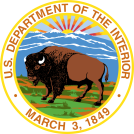 U.S. DEPARTMENT OF THE INTERIOR
MARCH 3, 1849